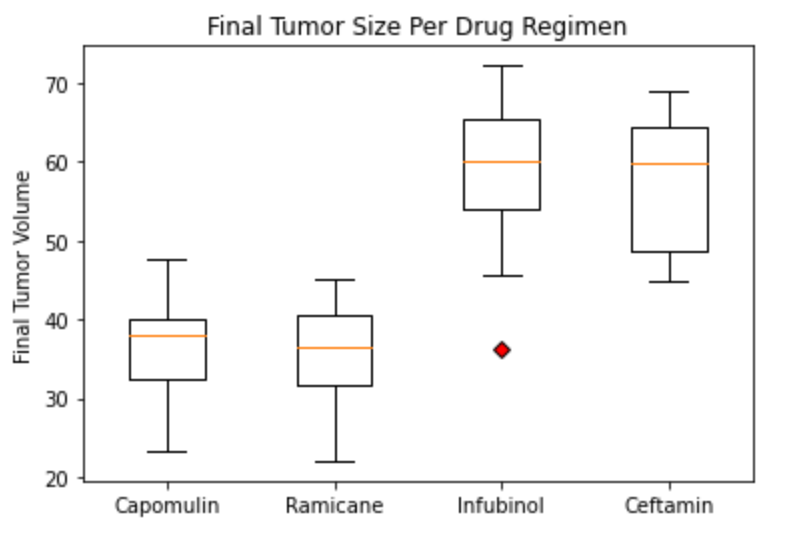 Final Tumor Size Per Drug Regimen
Final Tumor Volume
70
60
50
40
30
20
Capomulin Ramicane Infubinol Ceftamin